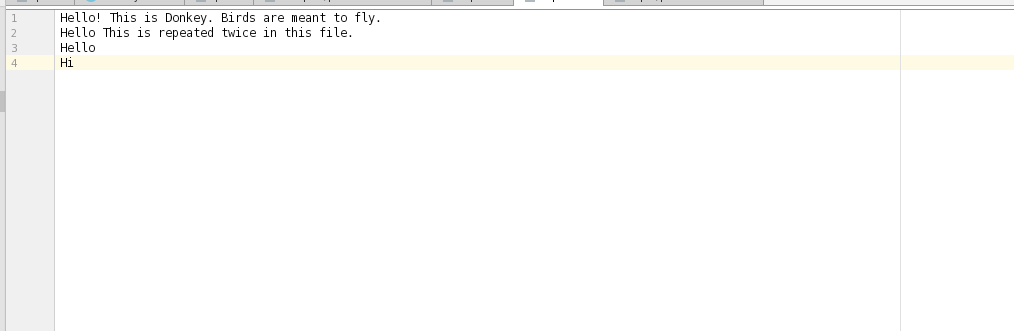 1 Hello! This is Donkey. Birds are meant to fly.
2 Hello This is repeated twice in this file.
3 Hello
4 Hi